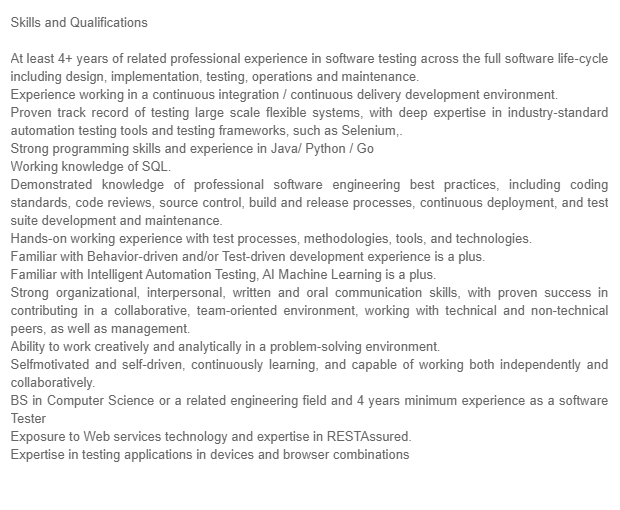 Skills and Qualifications
At least 4+ years of related professional experience in software testing across the full software life-cycle
including design, implementation, testing, operations and maintenance.
Experience working in a continuous integration / continuous delivery development environment.
Proven track record of testing large scale flexible systems, with deep expertise in industry-standard
automation testing tools and testing frameworks, such as Selenium,.
Strong programming skills and experience in Java/ Python / Go
Working knowledge of SQL.
Demonstrated knowledge of professional software engineering best practices, including coding
standards, code reviews, source control, build and release processes, continuous deployment, and test
suite development and maintenance.
Hands-on working experience with test processes, methodologies, tools, and technologies.
Familiar with Behavior-driven and/or Test-driven development experience is a plus.
Familiar with Intelligent Automation Testing, AI Machine Learning is a plus.
Strong organizational, interpersonal, written and oral communication skills, with proven success in
contributing in a collaborative, team-oriented environment, working with technical and non-technical
peers, as well as management.
Ability to work creatively and analytically in a problem-solving environment.
Selfmotivated and self-driven, continuously learning, and capable of working both independently and
collaboratively.
BS in Computer Science or a related engineering field and 4 years minimum experience as a software
Tester
Exposure to Web services technology and expertise in RESTAssured.
Expertise in testing applications in devices and browser combinations